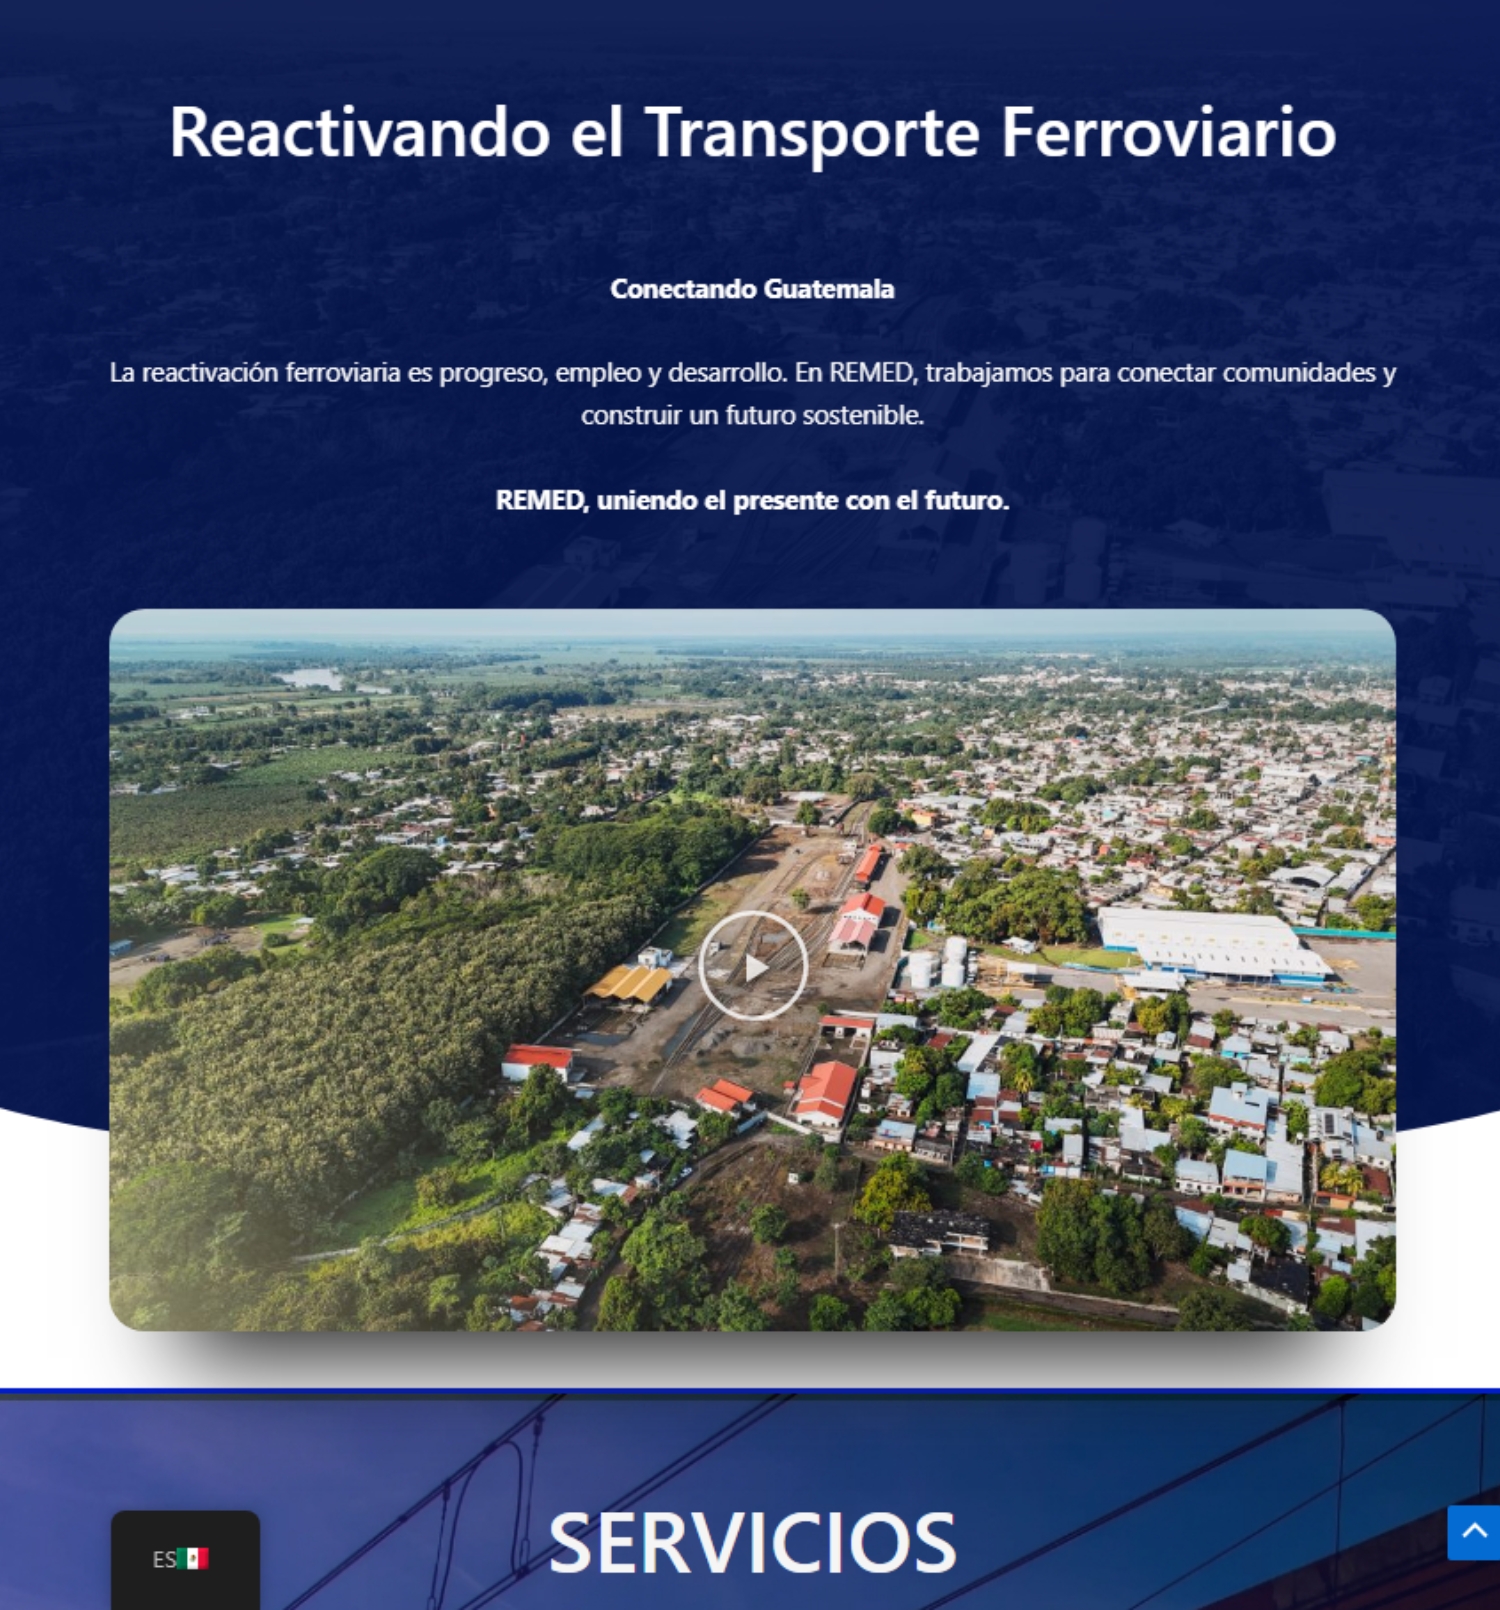 Reactivando el Transporte Ferroviario
Conectando Guatemala
La reactivación ferroviaria es progreso, empleo y desarrollo. En REMED, trabajamos para conectar comunidades y
construir un futuro sostenible.
REMED, uniendo el presente con el futuro.
SERVICIOS
ES